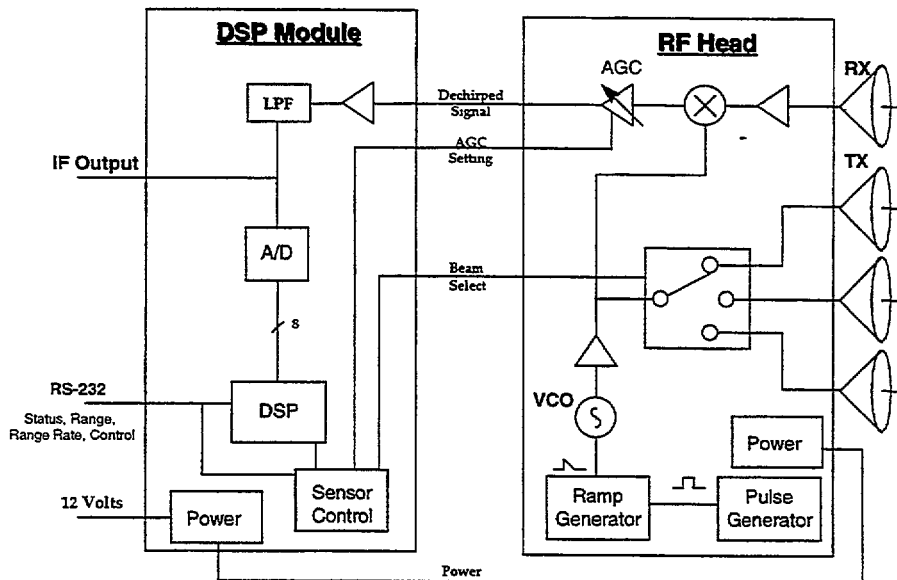 DSP Module
RF Head
LPF
Dechirped
Signal
AGC
RX
AGC
Setting
IF Output
TX
A/D
Beam
Select
8
RS-232
Status, Range,
Range Rate, Control
DSP
VCO
Power
12 Volts
Power
Sensor
Control
Ramp
Generator
Pulse
Generator
Power